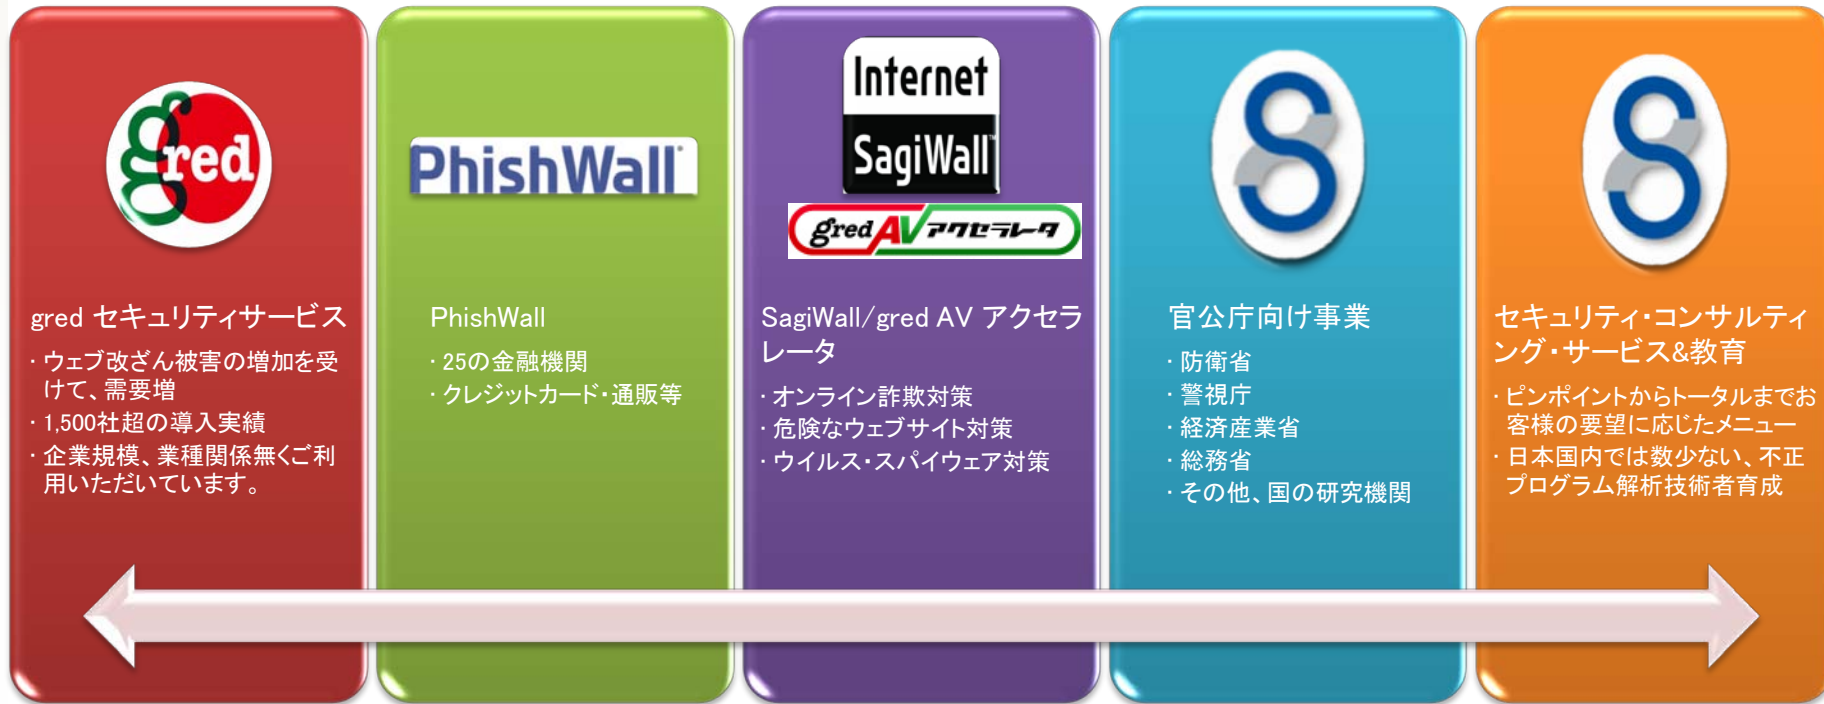 gred
gred セキュリティサービス
・ウェブ改ざん被害の増加を受
けて、需要増
・1,500社超の導入実績
・企業規模、業種関係無くご利
用いただいています。
PhishWall
PhishWall
・25の金融機関
・クレジットカード・通販等
Internet
SagiWall™
gred AV アクセラレータ
SagiWall/gred AV アクセラ
レータ
・オンライン詐欺対策
・危険なウェブサイト対策
・ウイルス・スパイウェア対策
官公庁向け事業
・防衛省
・警視庁
・経済産業省
・総務省
・その他、国の研究機関
セキュリティ・コンサルティ
ング・サービス&教育
・ピンポイントからトータルまでお
客様の要望に応じたメニュー
・日本国内では数少ない、不正
プログラム解析技術者育成